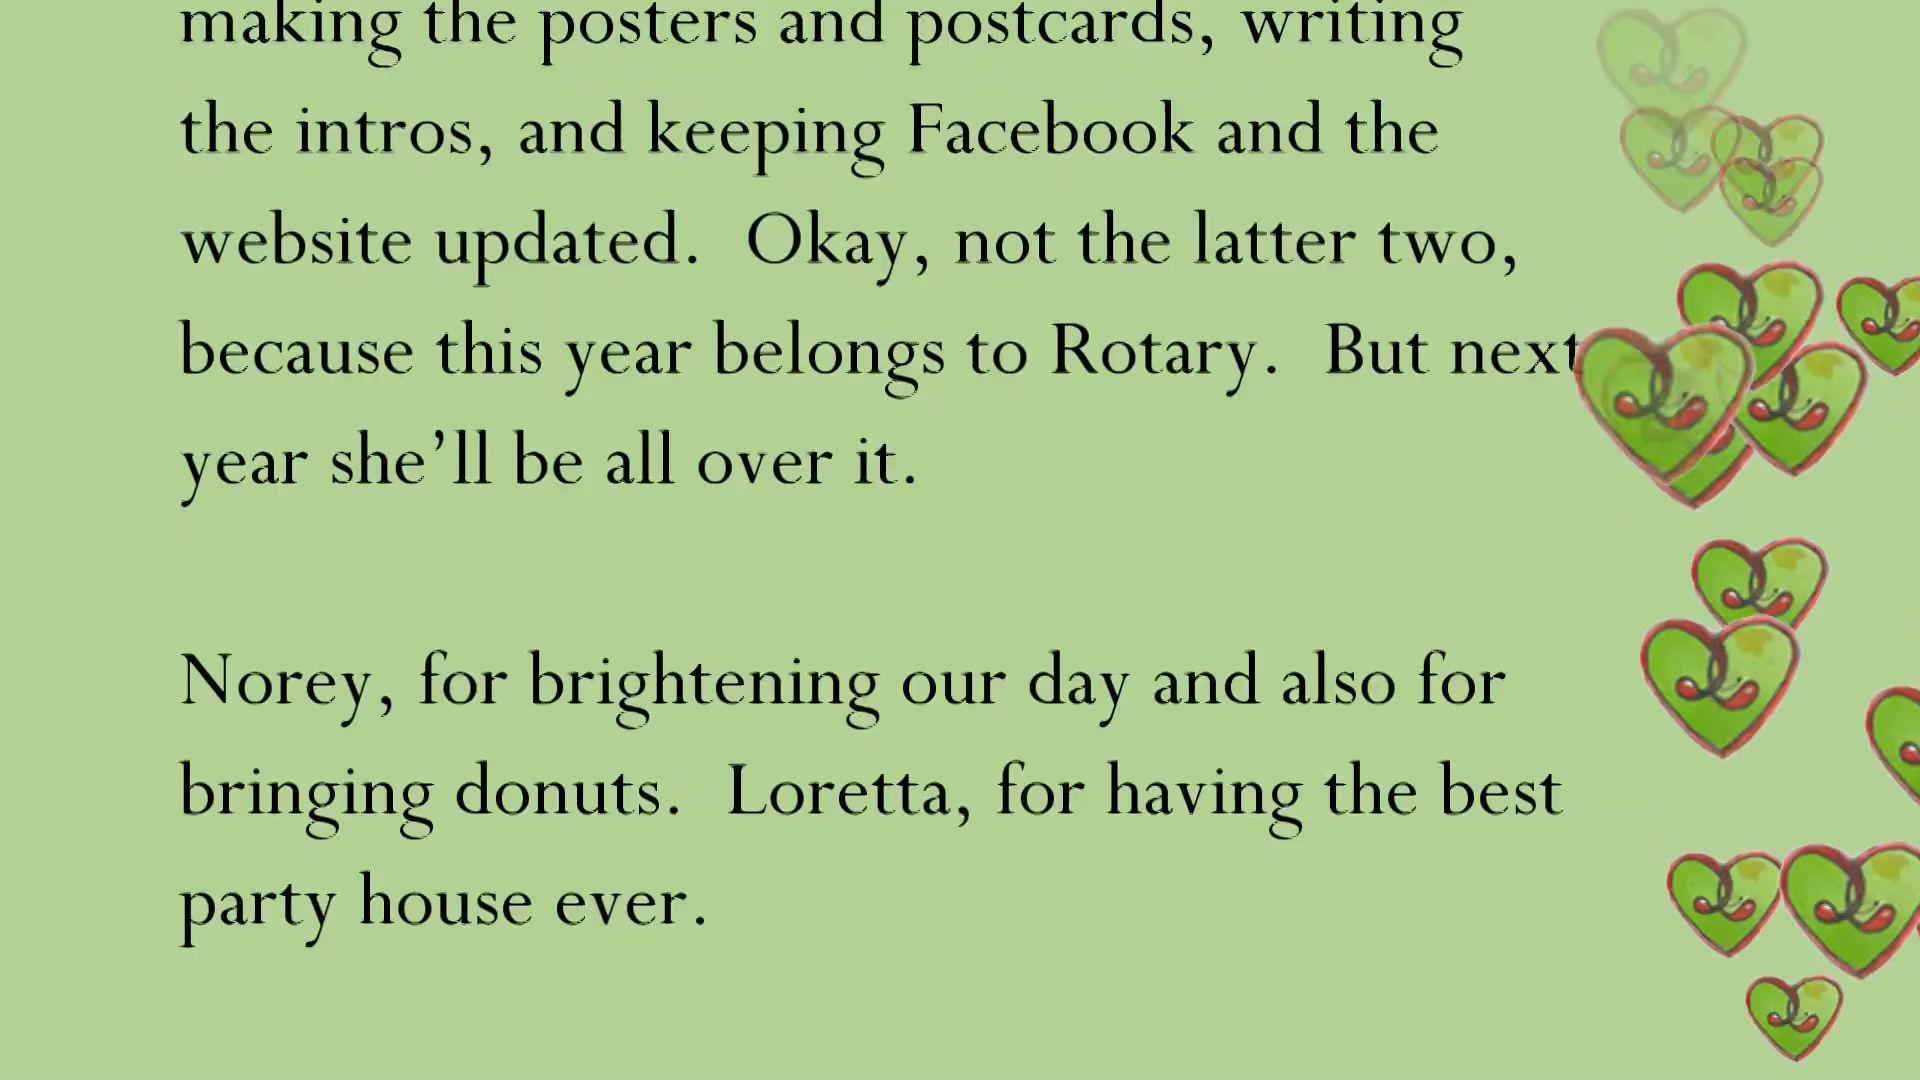 making the posters and postcards, writing
the intros, and keeping Facebook and the
website updated.  Okay, not the latter two,
because this year belongs to Rotary.  But next
year she’ll be all over it.
Norey, for brightening our day and also for
bringing donuts.  Loretta, for having the best
party house ever.